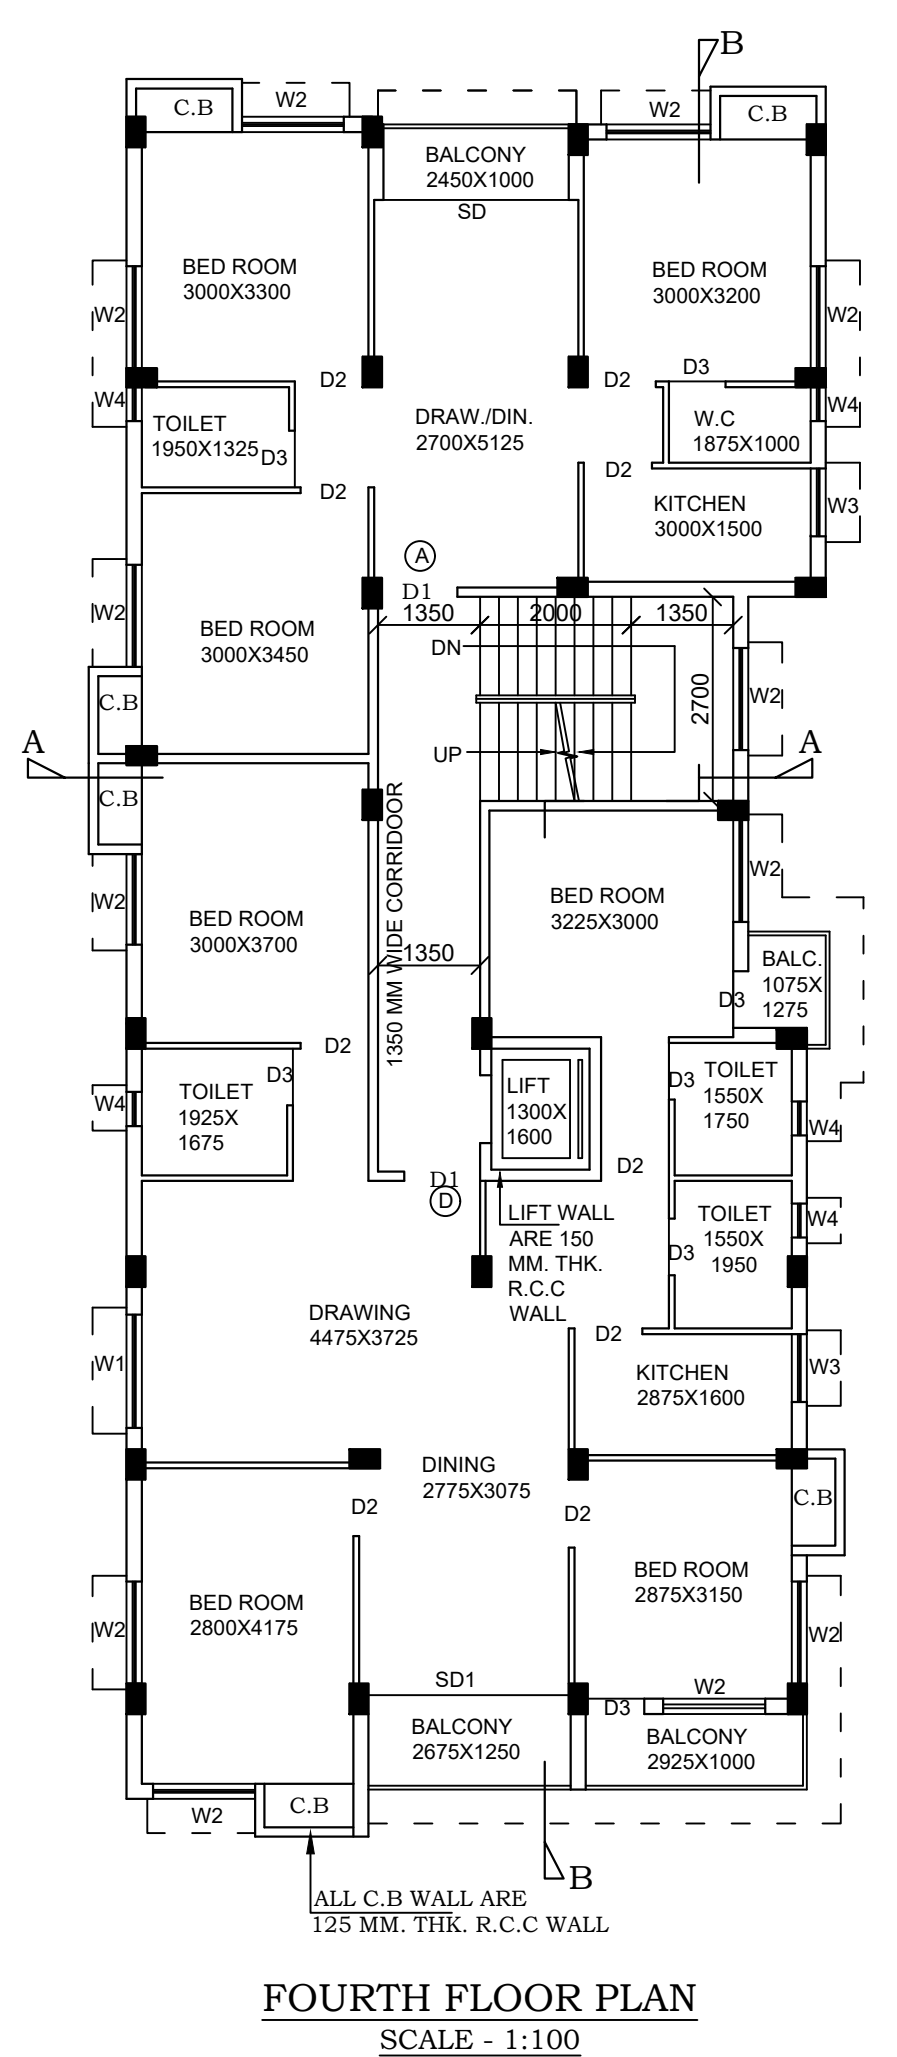 B
C.B
W2
W2
C.B
BALCONY
2450X1000
SD
BED ROOM
3000X3300
BED ROOM
3000X3200
W2
W2
D2
D2
D3
W4
W4
TOILET
1950X1325
D3
DRAW./DIN.
2700X5125
W.C
1875X1000
D2
D2
KITCHEN
3000X1500
W3
A
D1
1350
2000
1350
W2
BED ROOM
3000X3450
DN
2700
W2
C.B
A
UP
A
C.B
1350 MM WIDE CORRIDOOR
W2
BED ROOM
3000X3700
BED ROOM
3225X3000
W2
1350
BALC.
1075X
1275
D3
D2
TOILET
1925X
1675
D3
W4
LIFT
1300X
1600
D3
TOILET
1550X
1750
W4
D2
D1
D
LIFT WALL
ARE 150
MM. THK.
R.C.C
WALL
TOILET
1550X
1950
D3
W4
DRAWING
4475X3725
D2
W1
KITCHEN
2875X1600
W3
DINING
2775X3075
D2
D2
C.B
BED ROOM
2800X4175
BED ROOM
2875X3150
W2
W2
SD1
W2
D3
BALCONY
2675X1250
BALCONY
2925X1000
W2
C.B
B
ALL C.B WALL ARE
125 MM. THK. R.C.C WALL
FOURTH FLOOR PLAN
SCALE - 1:100